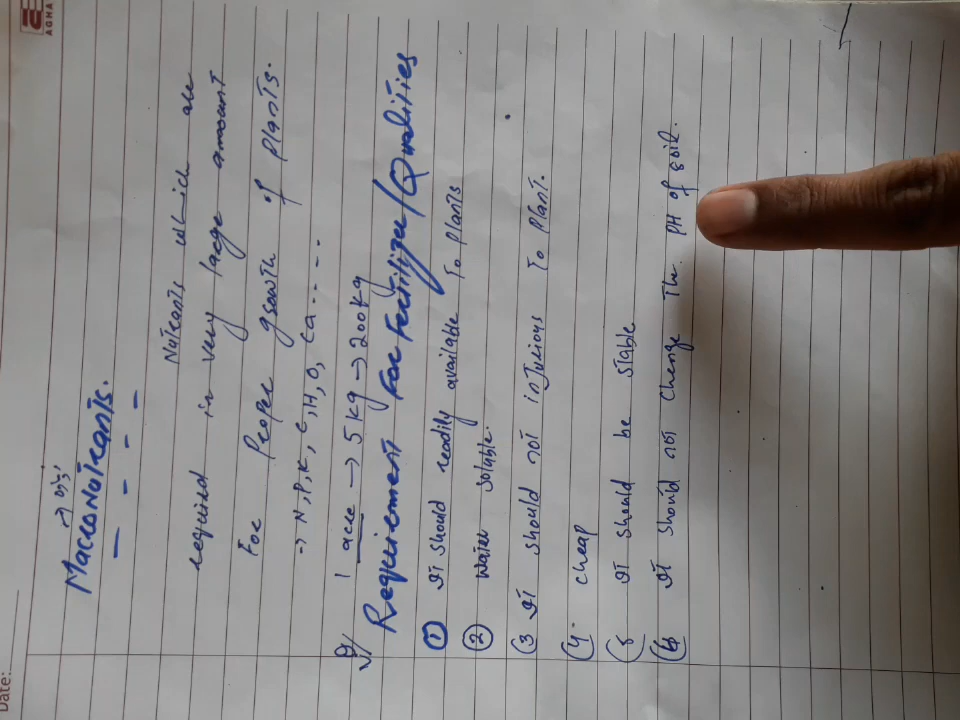 Date:
AGHA
Macronutrients.
Nutrients which are
required in very large amount
For Proper growth of plants.
→ N, P, K, C, H, O, Ca - - - -
1 acre → 5 kg → 200 kg
Requirement For Fertilizer/Qualities
① It should readily available To plants
② Water soluble.
(3 It should not injurious To Plant.
(4 cheap
(5 It should be stable
(6 It should not change The PH of soil.